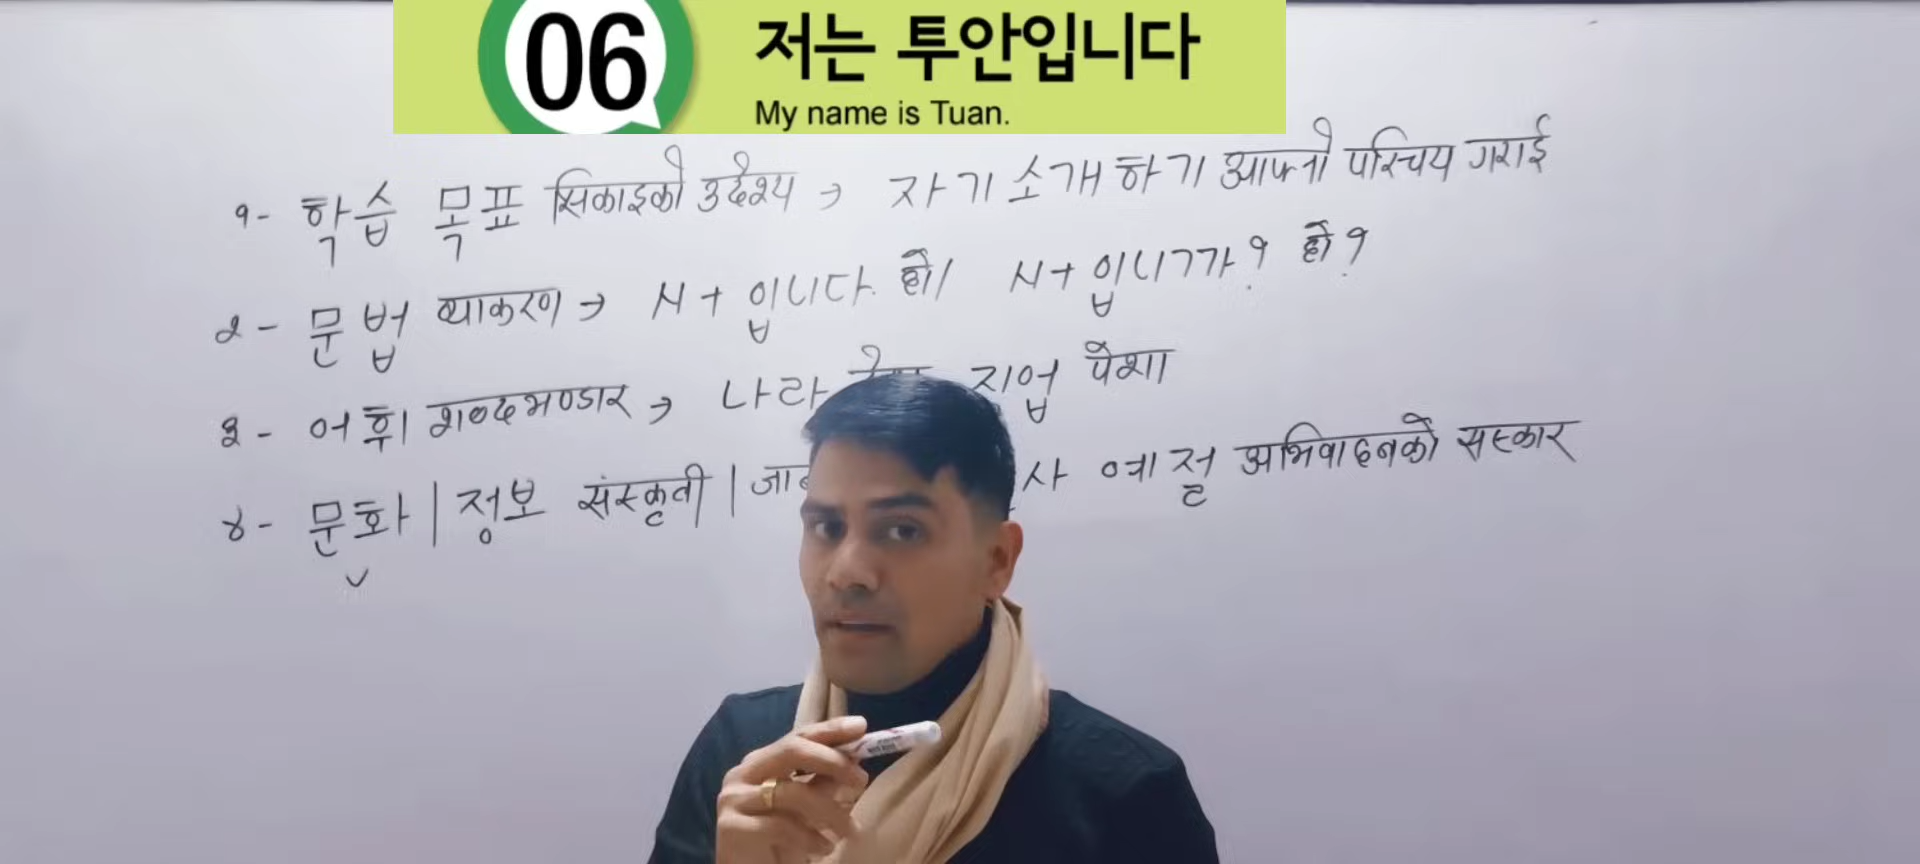 06 저는 투안입니다
My name is Tuan.
१- 학습 목표 सिकाइको उद्देश्य → 자기 소개하기 आफ्नो परिचय गराई
२- 문법 व्याकरण → N + 입니다. हो। N + 입니까? हो?
३- 어휘 शब्दभण्डार → 나라 직업 पेशा
४- 문화 | 정보 संस्कृती | 사 예절 अभिवादनको सस्कार